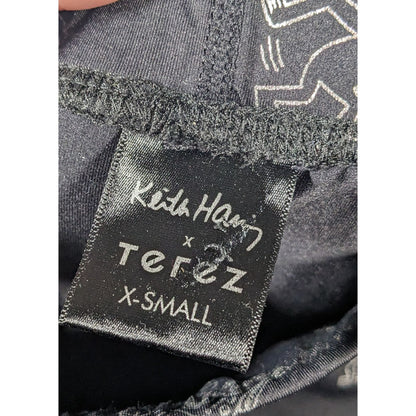 Keith Haring
x
Terez
X-SMALL